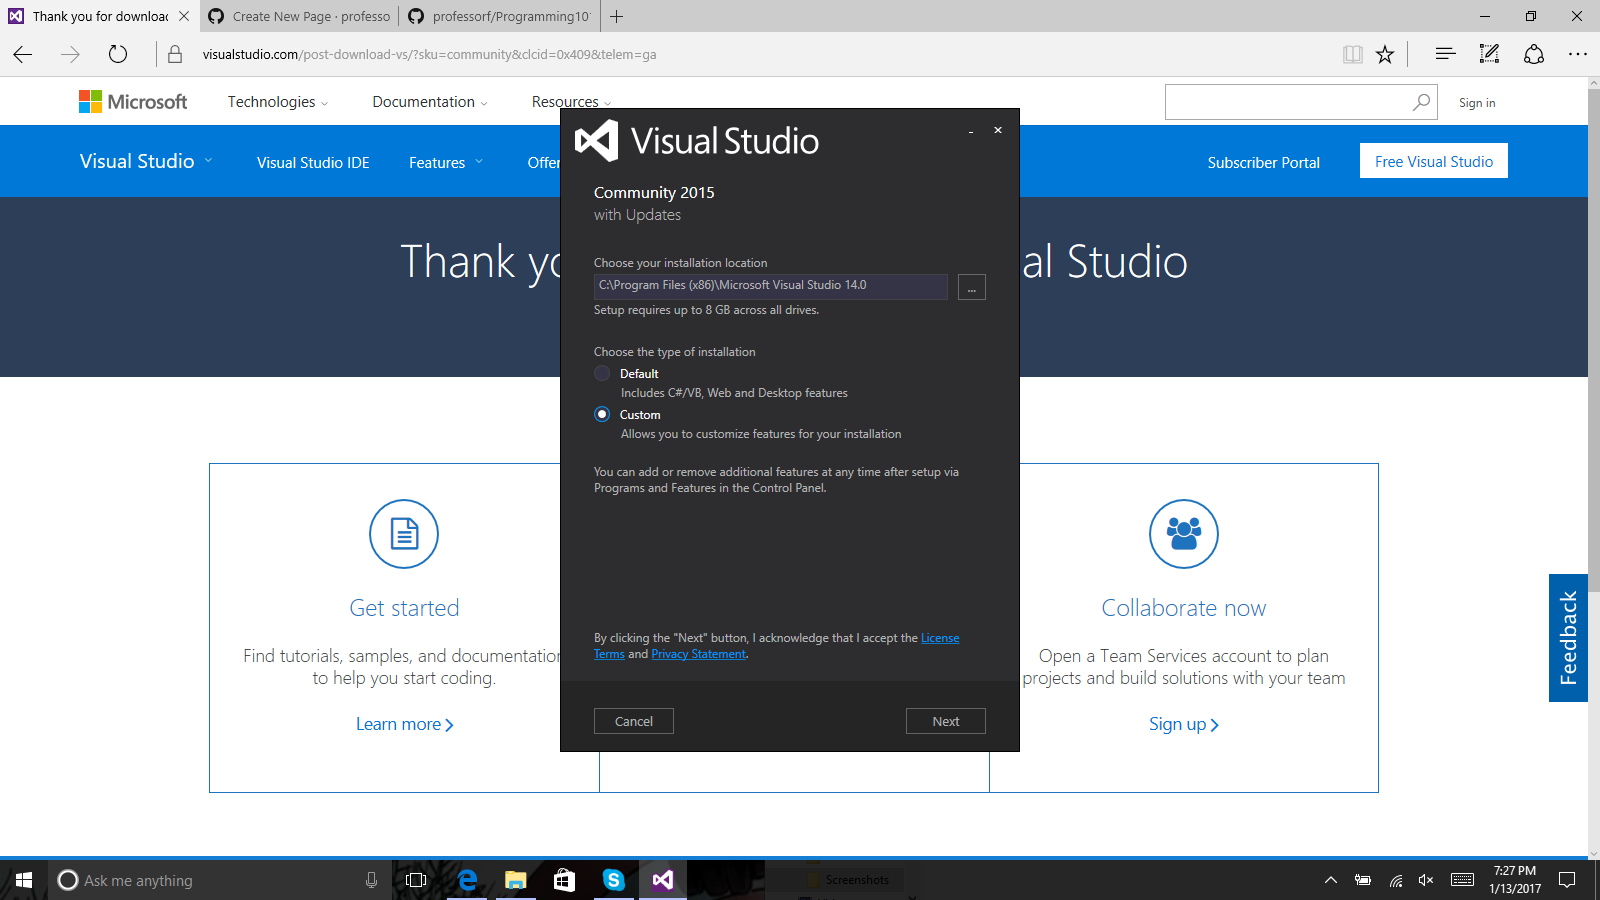 Thank you for downloac
Create New Page · professo
professorf/Programming10
visualstudio.com/post-download-vs/?sku=community&clcid=0x409&telem=ga
Microsoft
Technologies
Documentation
Resources
Sign in
Visual Studio
Visual Studio IDE
Features
Offer
Subscriber Portal
Free Visual Studio
Thank yo
al Studio
Visual Studio
Community 2015
with Updates
Choose your installation location
C:\Program Files (x86)\Microsoft Visual Studio 14.0
...
Setup requires up to 8 GB across all drives.
Choose the type of installation
Default
Includes C#/VB, Web and Desktop features
Custom
Allows you to customize features for your installation
You can add or remove additional features at any time after setup via
Programs and Features in the Control Panel.
By clicking the "Next" button, I acknowledge that I accept the License
Terms and Privacy Statement.
Cancel
Next
Get started
Find tutorials, samples, and documentation
to help you start coding.
Learn more
Collaborate now
Open a Team Services account to plan
projects and build solutions with your team
Sign up
Feedback
Ask me anything
Screenshots
7:27 PM
1/13/2017